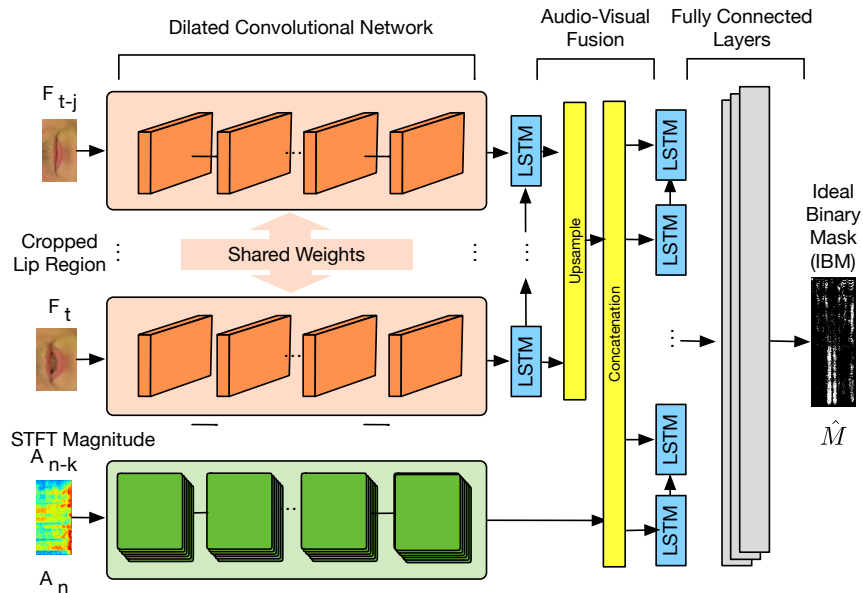 Dilated Convolutional Network
Audio-Visual
Fusion
Fully Connected
Layers
F t-j
LSTM
LSTM
Cropped
Lip Region
⋮
Shared Weights
⋮
⋮
Upsample
Concatenation
LSTM
Ideal
Binary
Mask
(IBM)
F t
...
LSTM
⋮
STFT Magnitude
A n-k
...
LSTM
LSTM
A n
M̂